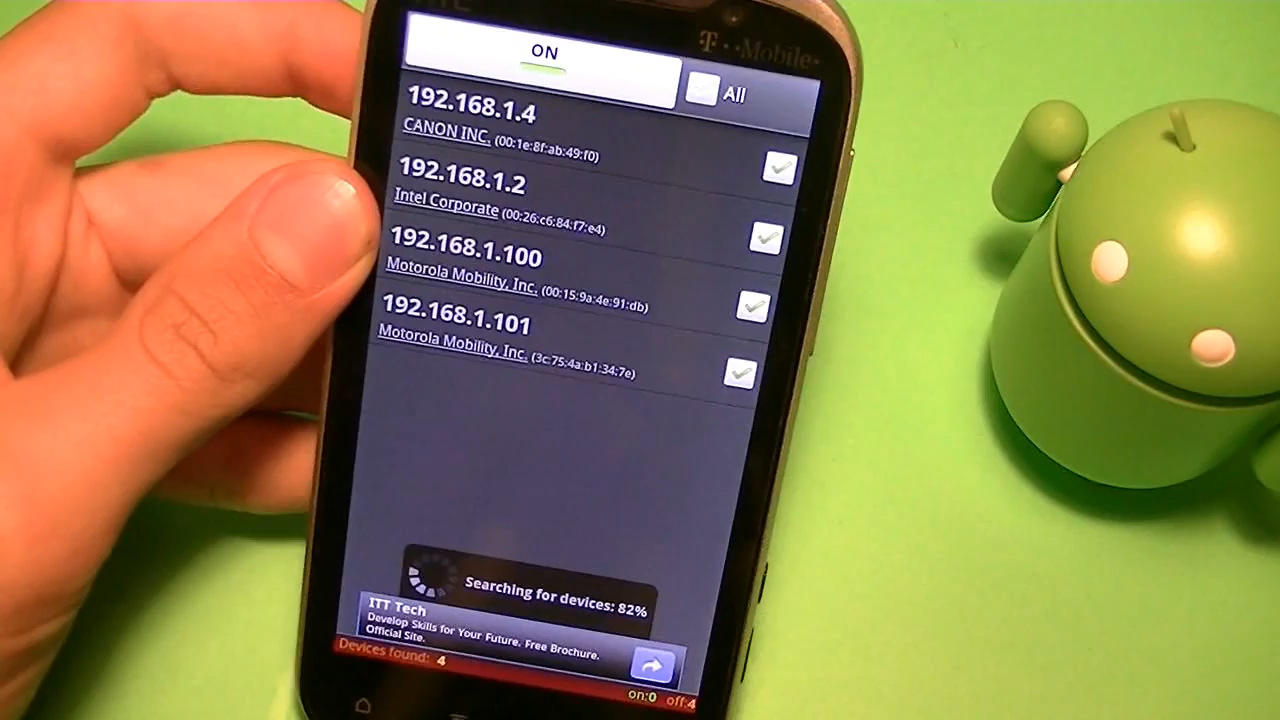 T··Mobile·
ON
All
192.168.1.4
CANON INC. (00:1e:8f:ab:49:f0)
192.168.1.2
Intel Corporate (00:26:c6:84:f7:e4)
192.168.1.100
Motorola Mobility, Inc. (00:15:9a:4e:91:db)
192.168.1.101
Motorola Mobility, Inc. (3c:75:4a:b1:34:7e)
Searching for devices: 82%
ITT Tech
Develop Skills for Your Future. Free Brochure.
Official Site.
Devices found: 4
on:0 off:4